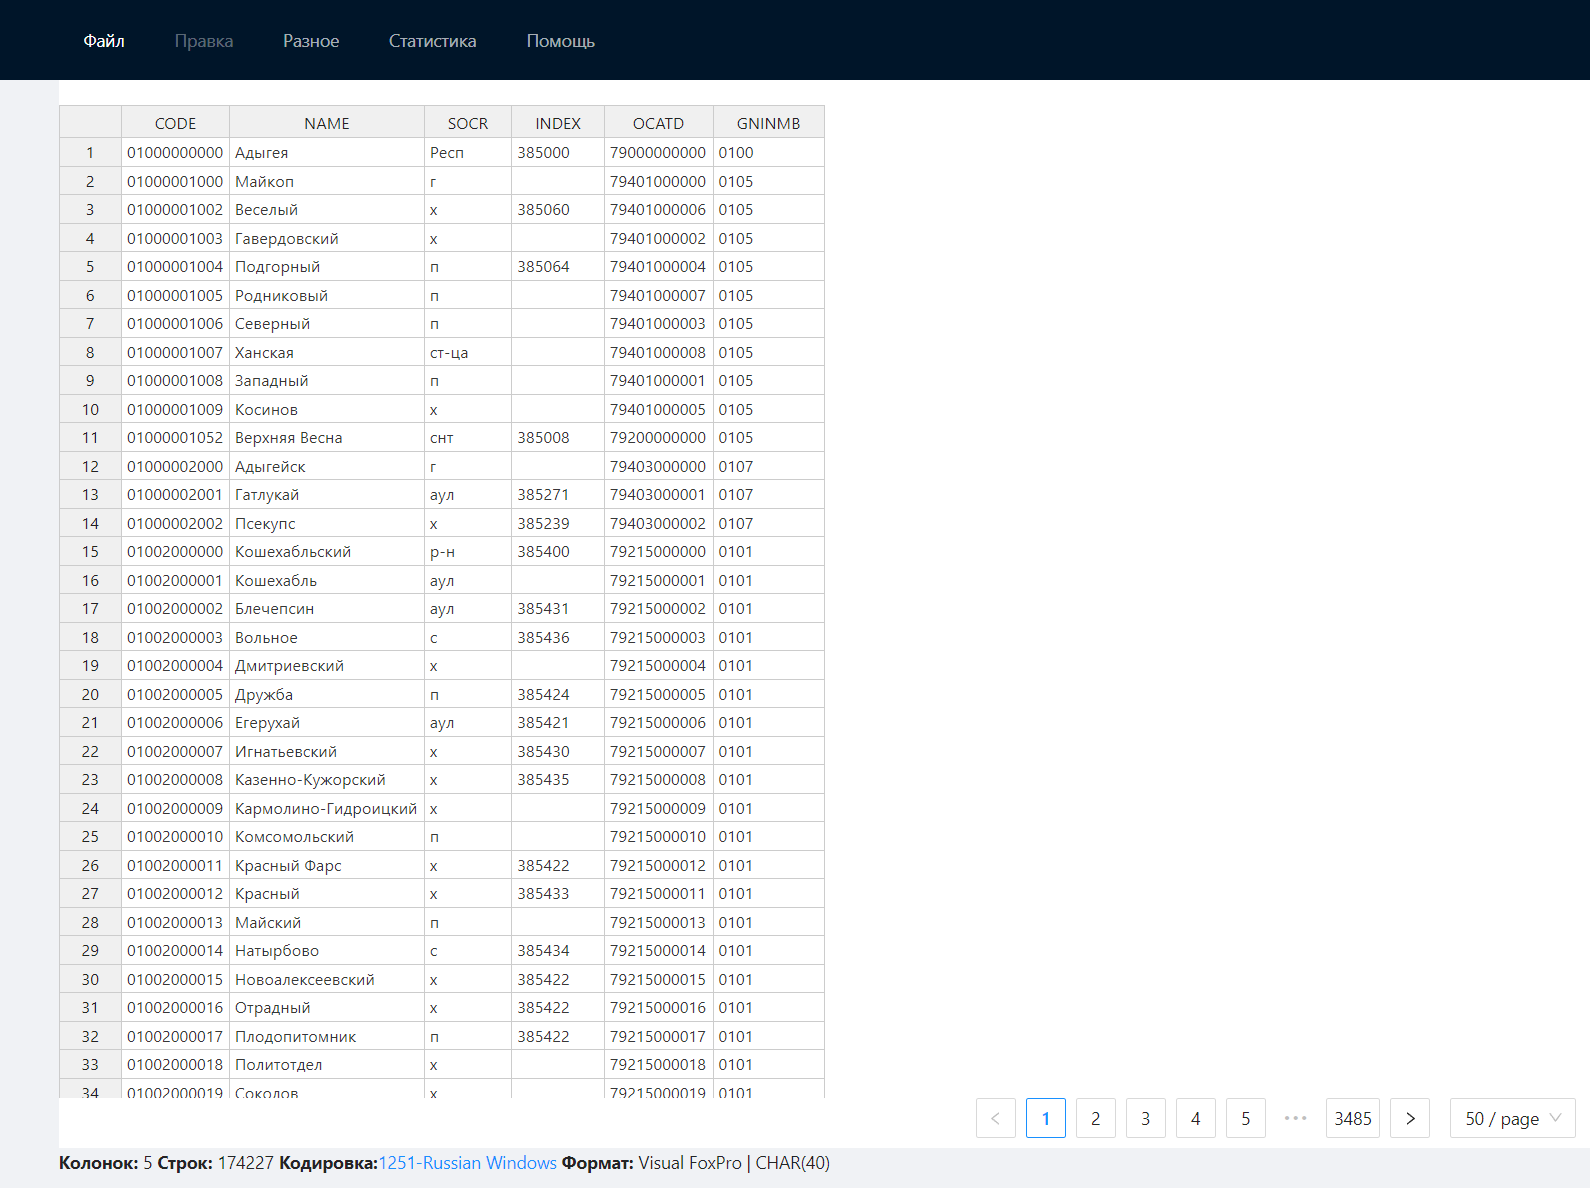 Файл Правка Разное Статистика Помощь
CODE NAME SOCR INDEX OCATD GNINMB
1 01000000000 Адыгея Респ 385000 79000000000 0100
2 01000001000 Майкоп г 79401000000 0105
3 01000001002 Веселый х 385060 79401000006 0105
4 01000001003 Гавердовский х 79401000002 0105
5 01000001004 Подгорный п 385064 79401000004 0105
6 01000001005 Родниковый п 79401000007 0105
7 01000001006 Северный п 79401000003 0105
8 01000001007 Ханская ст-ца 79401000008 0105
9 01000001008 Западный п 79401000001 0105
10 01000001009 Косинов х 79401000005 0105
11 01000001052 Верхняя Весна снт 385008 79200000000 0105
12 01000002000 Адыгейск г 79403000000 0107
13 01000002001 Гатлукай аул 385271 79403000001 0107
14 01000002002 Псекупс х 385239 79403000002 0107
15 01002000000 Кошехабльский р-н 385400 79215000000 0101
16 01002000001 Кошехабль аул 79215000001 0101
17 01002000002 Блечепсин аул 385431 79215000002 0101
18 01002000003 Вольное с 385436 79215000003 0101
19 01002000004 Дмитриевский х 79215000004 0101
20 01002000005 Дружба п 385424 79215000005 0101
21 01002000006 Егерухай аул 385421 79215000006 0101
22 01002000007 Игнатьевский х 385430 79215000007 0101
23 01002000008 Казенно-Кужорский х 385435 79215000008 0101
24 01002000009 Кармолино-Гидроицкий х 79215000009 0101
25 01002000010 Комсомольский п 79215000010 0101
26 01002000011 Красный Фарс х 385422 79215000012 0101
27 01002000012 Красный х 385433 79215000011 0101
28 01002000013 Майский п 79215000013 0101
29 01002000014 Натырбово с 385434 79215000014 0101
30 01002000015 Новоалексеевский х 385422 79215000015 0101
31 01002000016 Отрадный х 385422 79215000016 0101
32 01002000017 Плодопитомник п 385422 79215000017 0101
33 01002000018 Политотдел х 79215000018 0101
34 01002000019 Соколов х 79215000019 0101
< 1 2 3 4 5 ••• 3485 > 50 / page
Колонок: 5 Строк: 174227 Кодировка:1251-Russian Windows Формат: Visual FoxPro | CHAR(40)